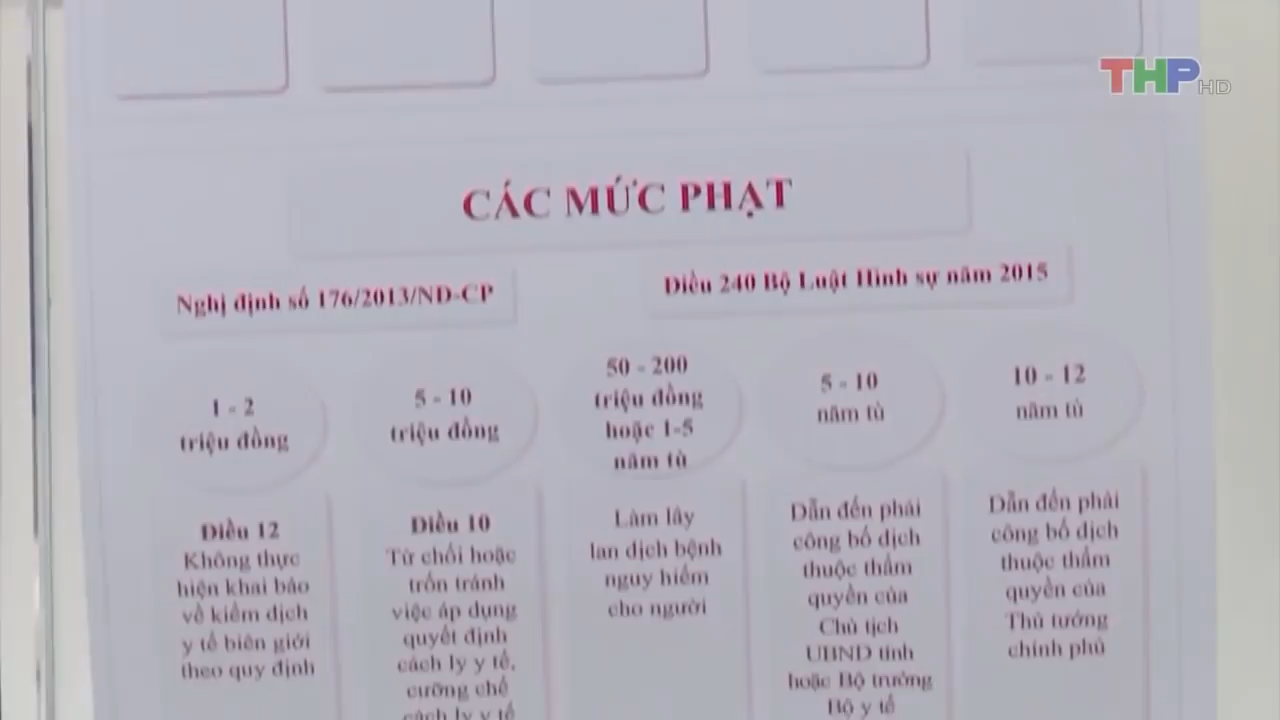 THP HD
CÁC MỨC PHẠT
Nghị định số 176/2013/NĐ-CP
Điều 240 Bộ Luật Hình sự năm 2015
1 - 2
triệu đồng
5 - 10
triệu đồng
50 - 200
triệu đồng
hoặc 1-5
năm tù
5 - 10
năm tù
10 - 12
năm tù
Điều 12
Không thực
hiện khai báo
về kiểm dịch
y tế biên giới
theo quy định
Điều 10
Từ chối hoặc
trốn tránh
việc áp dụng
quyết định
cách ly y tế,
cưỡng chế
cách ly y tế
Làm lây
lan dịch bệnh
nguy hiểm
cho người
Dẫn đến phải
công bố dịch
thuộc thẩm
quyền của
Chủ tịch
UBND tỉnh
hoặc Bộ trưởng
Bộ y tế
Dẫn đến phải
công bố dịch
thuộc thẩm
quyền của
Thủ tướng
chính phủ